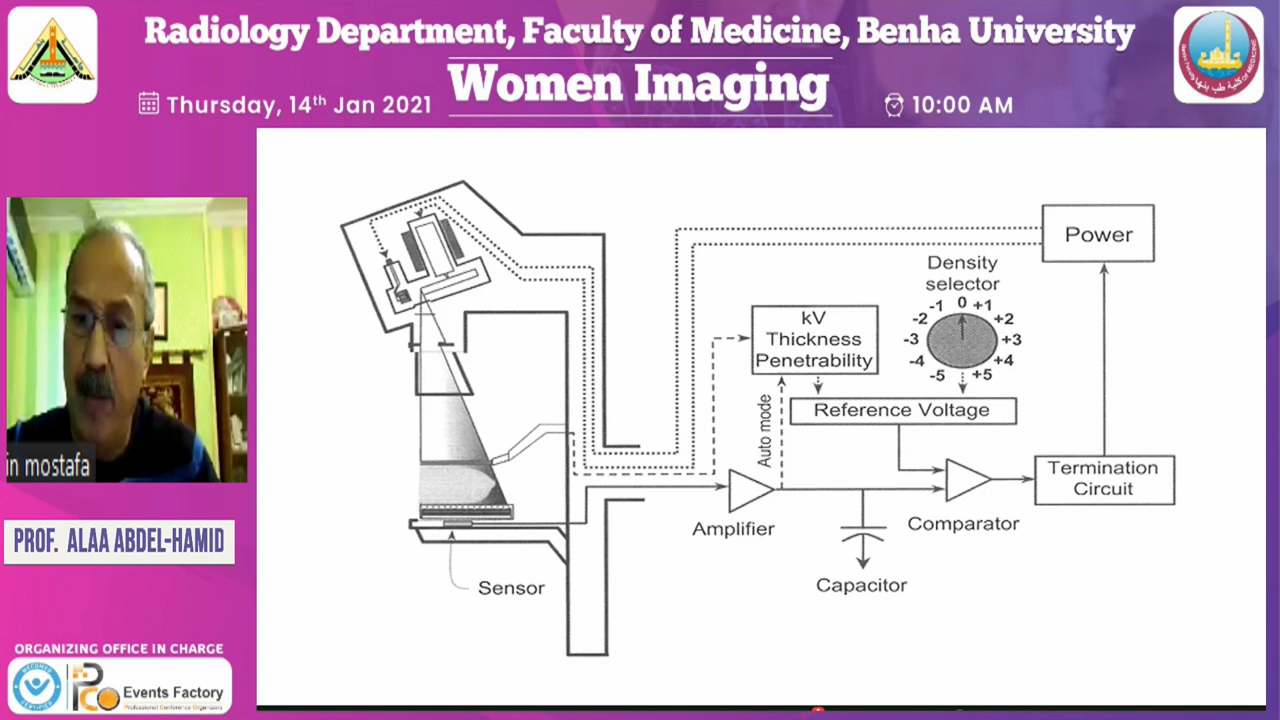 Radiology Department, Faculty of Medicine, Benha University
Women Imaging
Thursday, 14th Jan 2021
10:00 AM
in mostafa
PROF. ALAA ABDEL-HAMID
ORGANIZING OFFICE IN CHARGE
PCO
Events Factory
Professional Conference Organizers
Power
Density
selector
-1 0 +1
-2 +2
-3 +3
-4 +4
-5 +5
kV
Thickness
Penetrability
Reference Voltage
Auto mode
Termination
Circuit
Amplifier
Comparator
Capacitor
Sensor